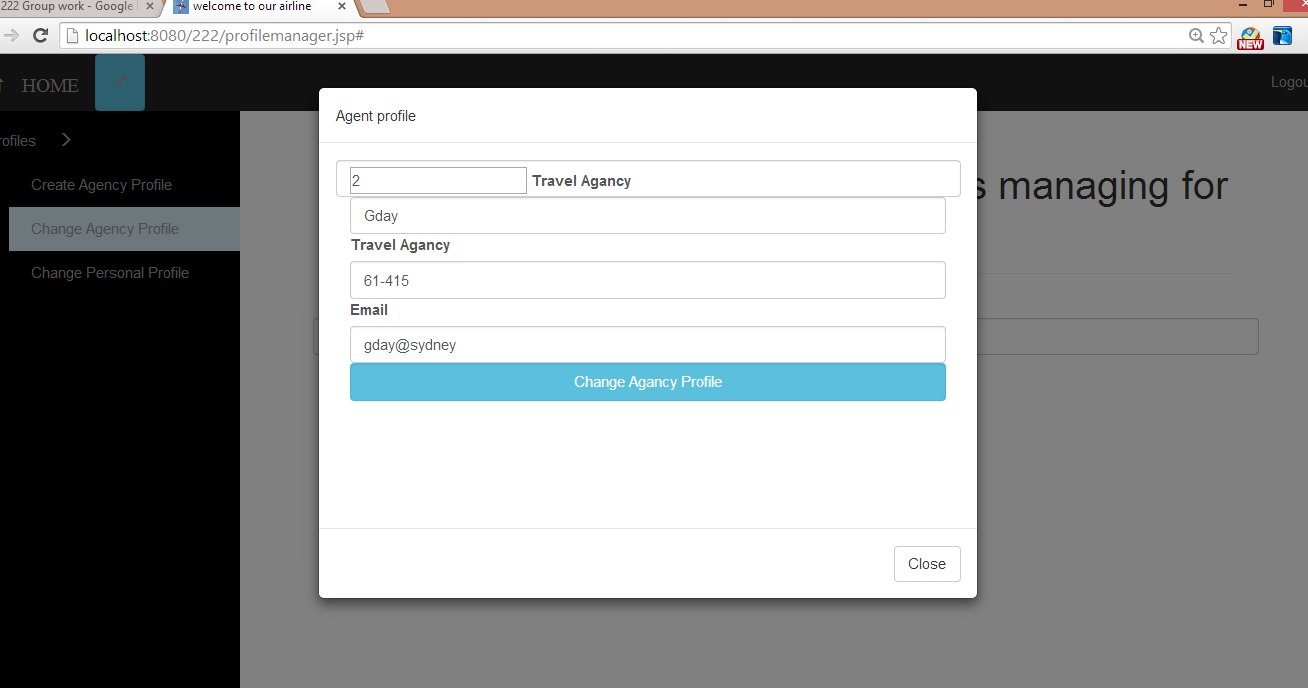 222 Group work - Google
welcome to our airline
localhost:8080/222/profilemanager.jsp#
NEW
HOME
Agent profile
2 Travel Agancy
Gday
Travel Agancy
61-415
Email
gday@sydney
Change Agancy Profile
Close
Create Agency Profile
Change Agency Profile
Change Personal Profile
managing for